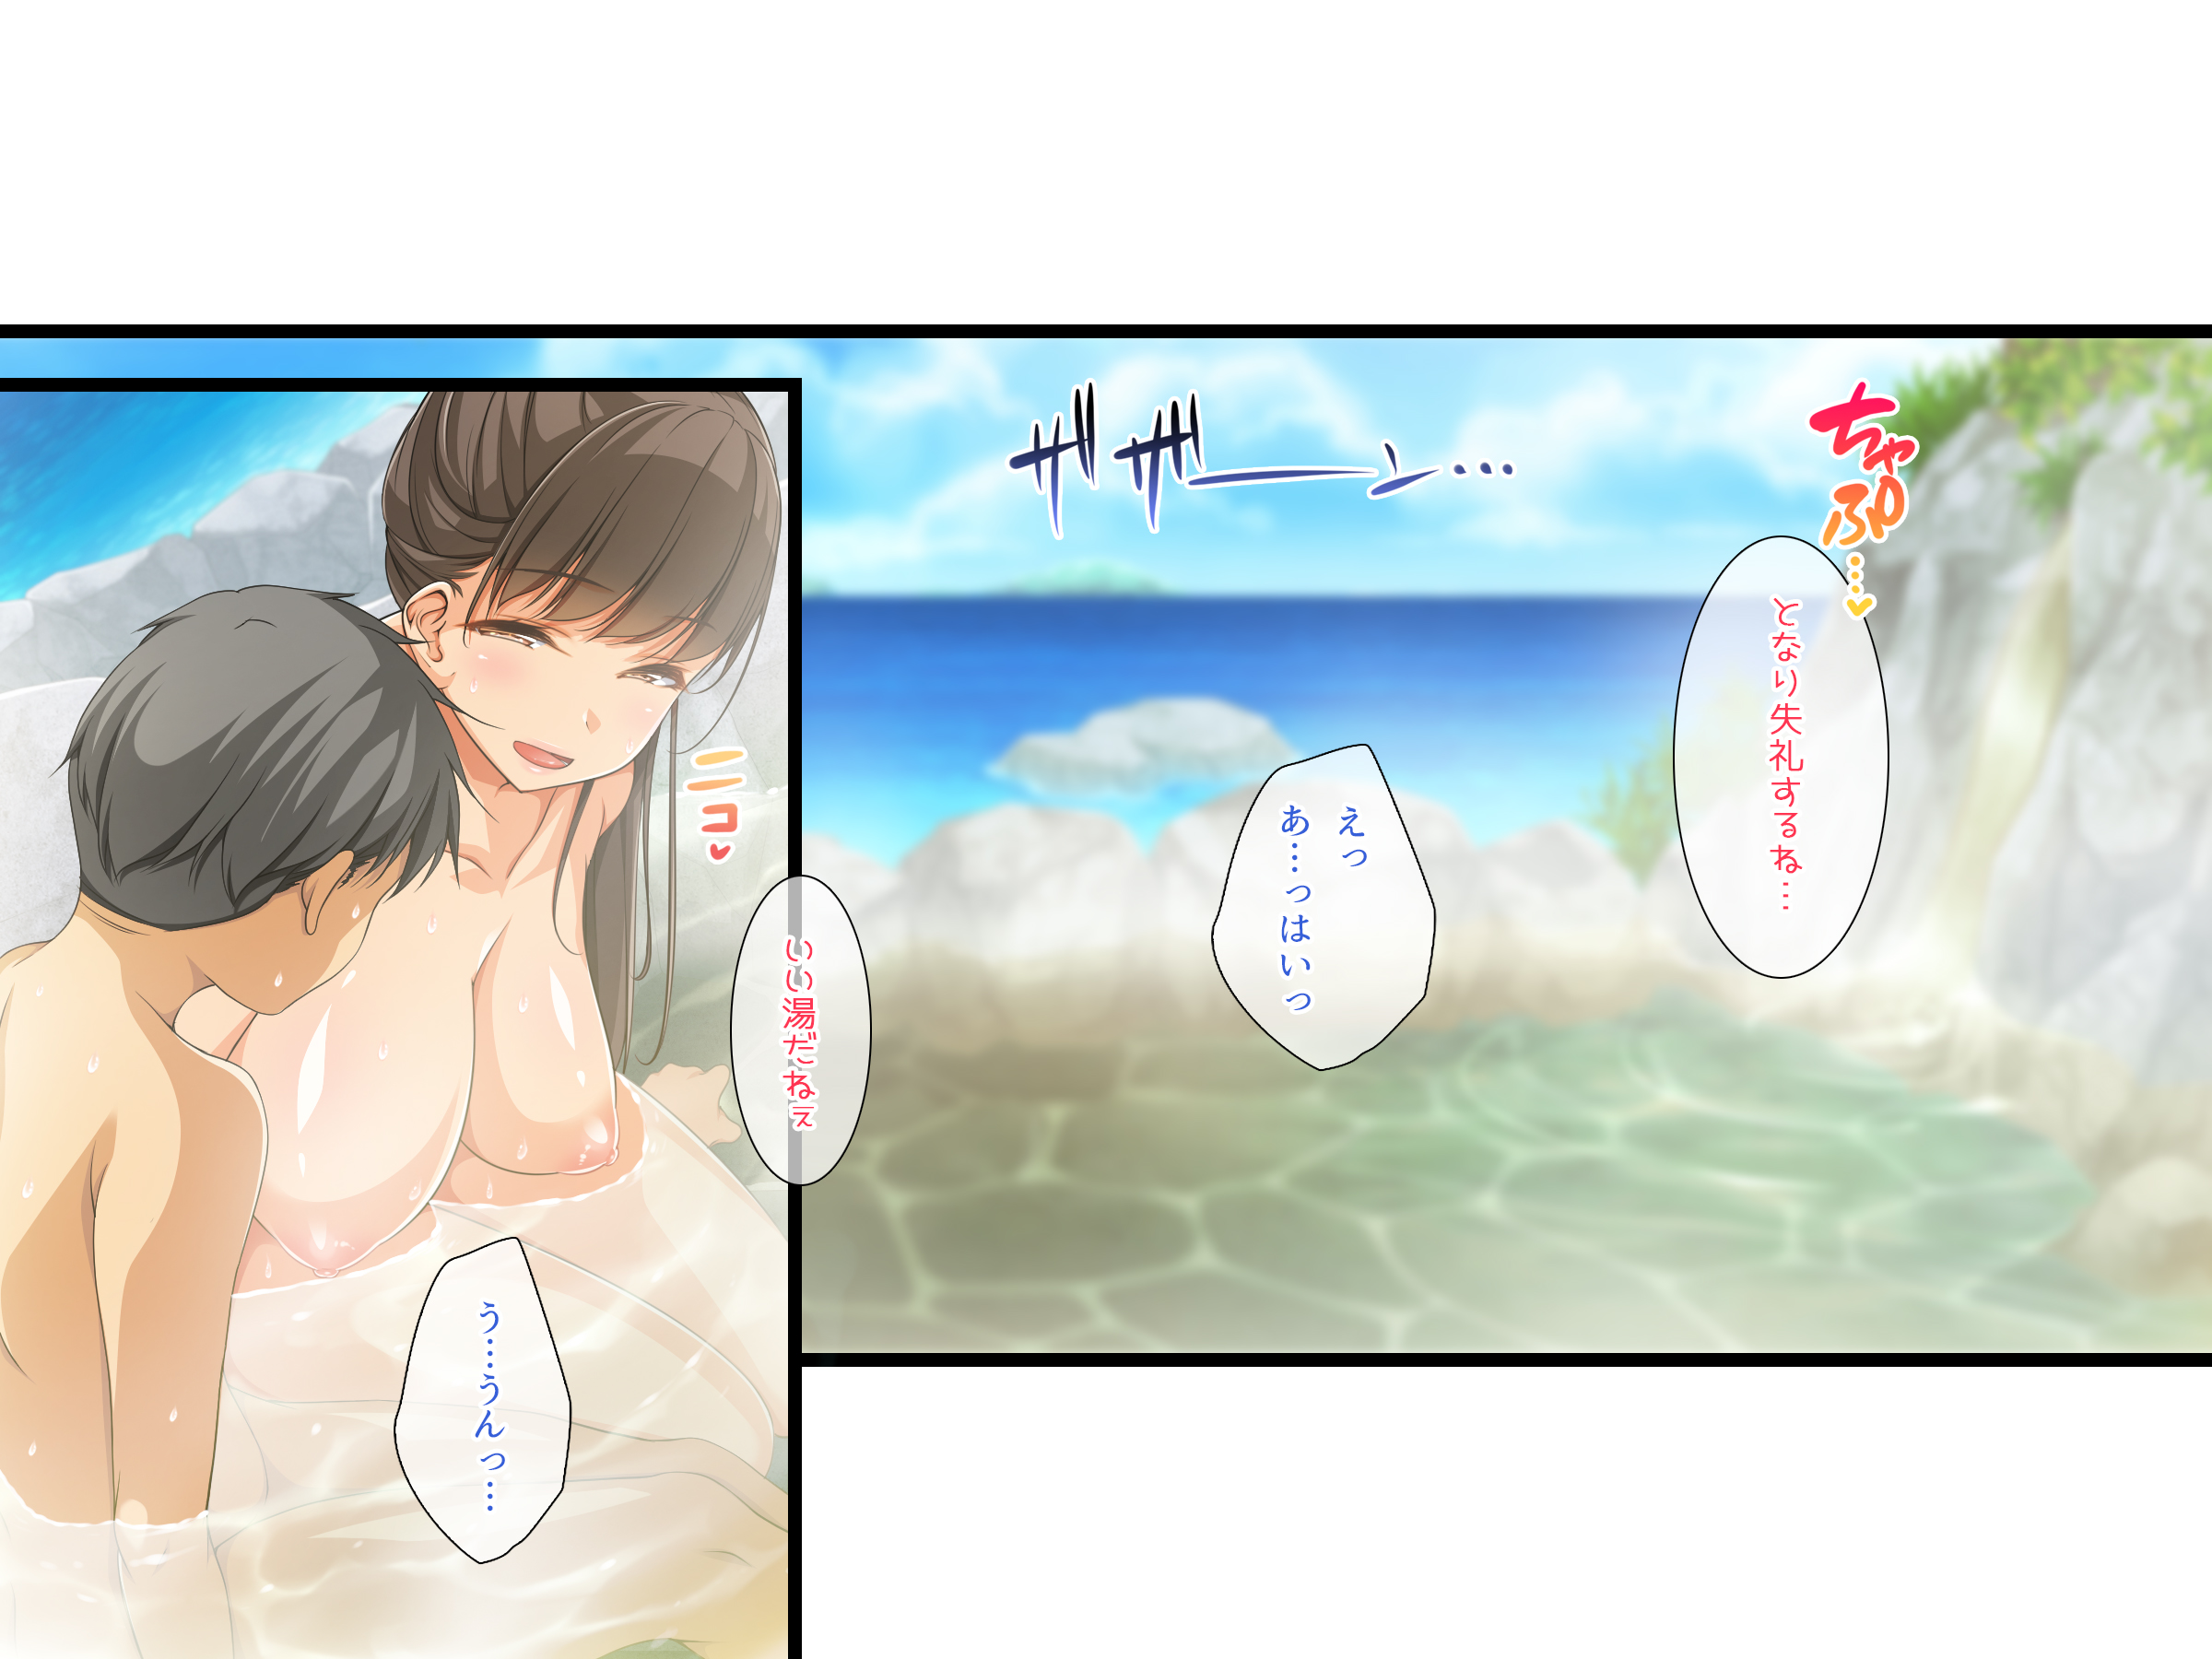 ちゃぷ…♥
となり失礼するね…
ザザーン…
えっ
あ…っはいっ
ニコ♥
いい湯だねぇ
う…うんっ…